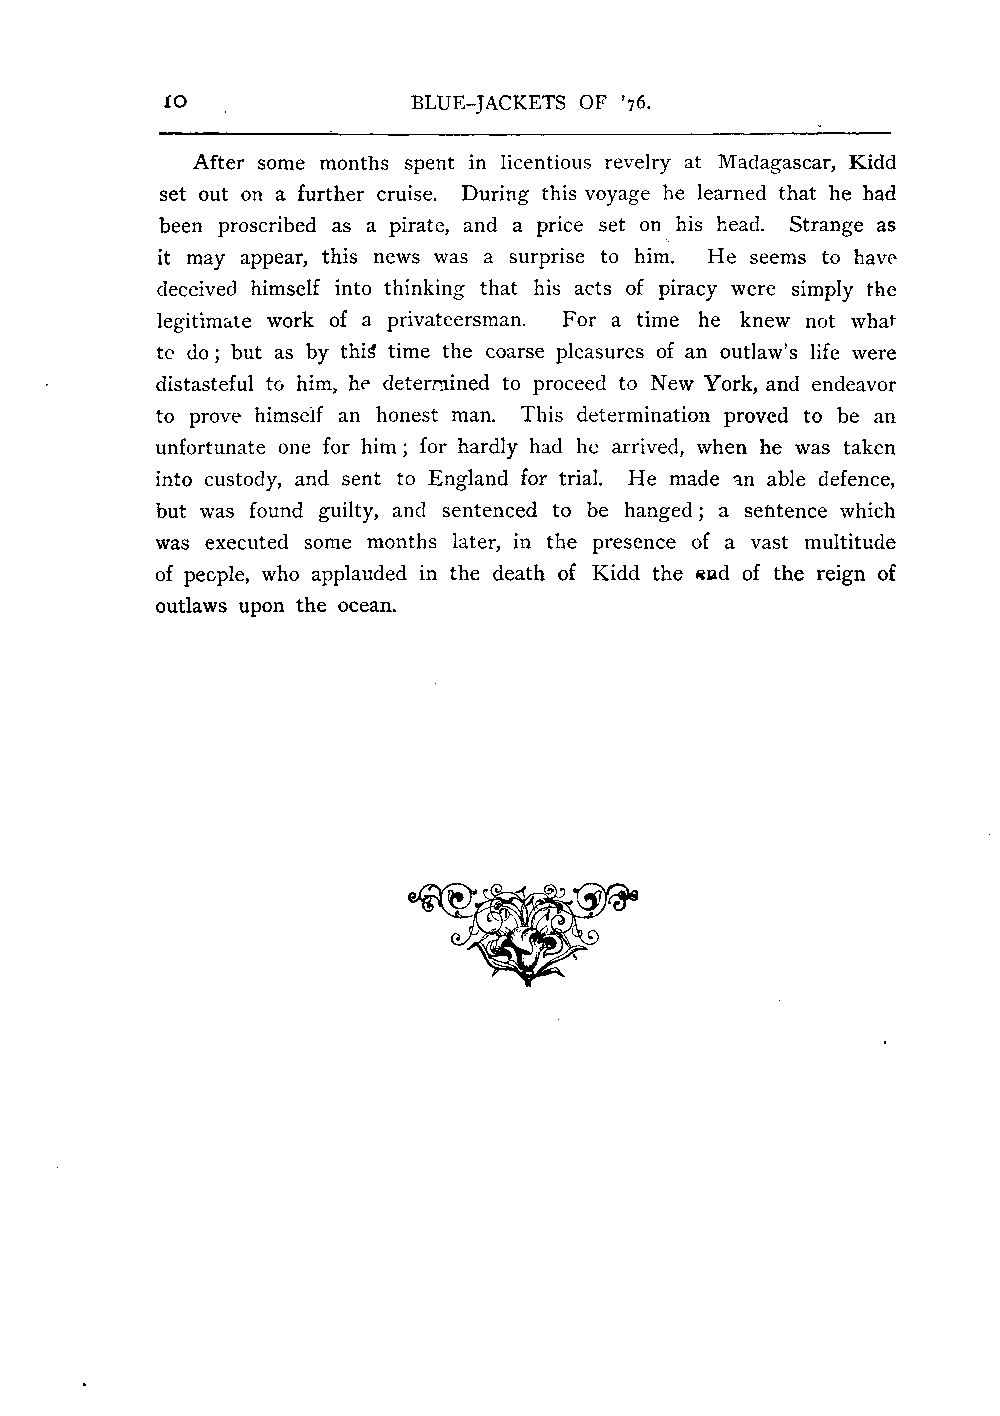 10 BLUE-JACKETS OF '76.
After some months spent in licentious revelry at Madagascar, Kidd
set out on a further cruise. During this voyage he learned that he had
been proscribed as a pirate, and a price set on his head. Strange as
it may appear, this news was a surprise to him. He seems to have
deceived himself into thinking that his acts of piracy were simply the
legitimate work of a privateersman. For a time he knew not what
to do; but as by this time the coarse pleasures of an outlaw's life were
distasteful to him, he determined to proceed to New York, and endeavor
to prove himself an honest man. This determination proved to be an
unfortunate one for him; for hardly had he arrived, when he was taken
into custody, and sent to England for trial. He made an able defence,
but was found guilty, and sentenced to be hanged; a sentence which
was executed some months later, in the presence of a vast multitude
of people, who applauded in the death of Kidd the end of the reign of
outlaws upon the ocean.